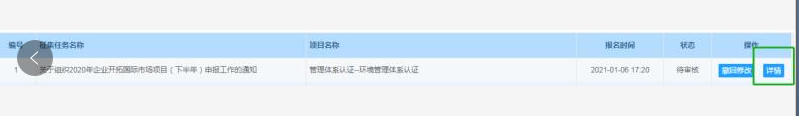 编号 征集任务名称 项目名称 报名时间 状态 操作
1 关于组织2020年企业开拓国际市场项目（下半年）申报工作的通知 管理体系认证--环境管理体系认证 2021-01-06 17:20 待审核 撤回修改 详情